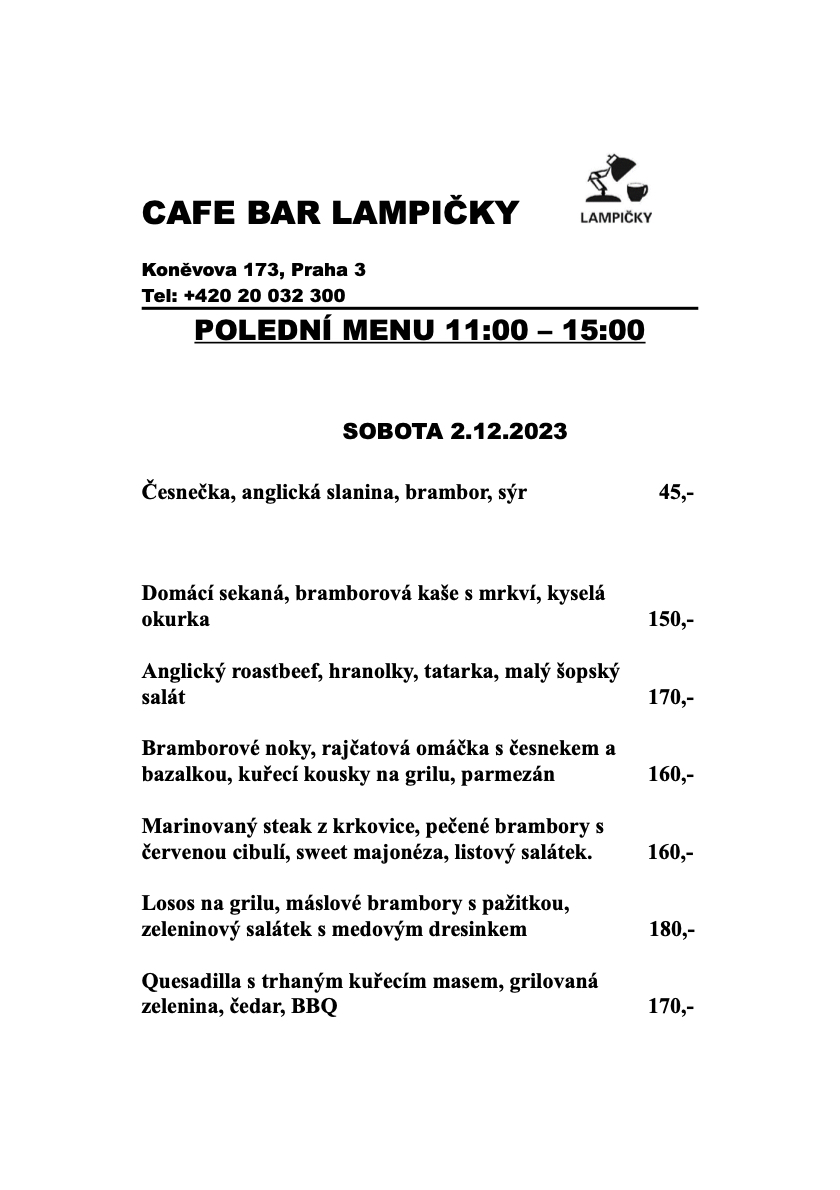 LAMPIČKY
CAFE BAR LAMPIČKY
Koněvova 173, Praha 3
Tel: +420 20 032 300
POLEDNÍ MENU 11:00 – 15:00
SOBOTA 2.12.2023
Česnečka, anglická slanina, brambor, sýr 45,-
Domácí sekaná, bramborová kaše s mrkví, kyselá
okurka 150,-
Anglický roastbeef, hranolky, tatarka, malý šopský
salát 170,-
Bramborové noky, rajčatová omáčka s česnekem a
bazalkou, kuřecí kousky na grilu, parmezán 160,-
Marinovaný steak z krkovice, pečené brambory s
červenou cibulí, sweet majonéza, listový salátek. 160,-
Losos na grilu, máslové brambory s pažitkou,
zeleninový salátek s medovým dresinkem 180,-
Quesadilla s trhaným kuřecím masem, grilovaná
zelenina, čedar, BBQ 170,-